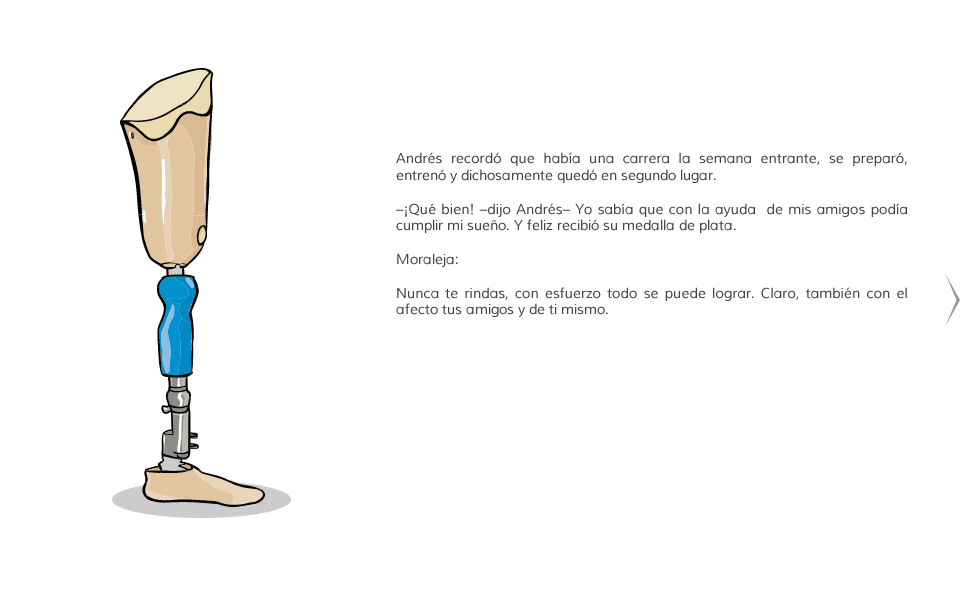 Andrés recordó que había una carrera la semana entrante, se preparó,
entrenó y dichosamente quedó en segundo lugar.
–¡Qué bien! –dijo Andrés– Yo sabía que con la ayuda  de mis amigos podía
cumplir mi sueño. Y feliz recibió su medalla de plata.
Moraleja:
Nunca te rindas, con esfuerzo todo se puede lograr. Claro, también con el
afecto tus amigos y de ti mismo.